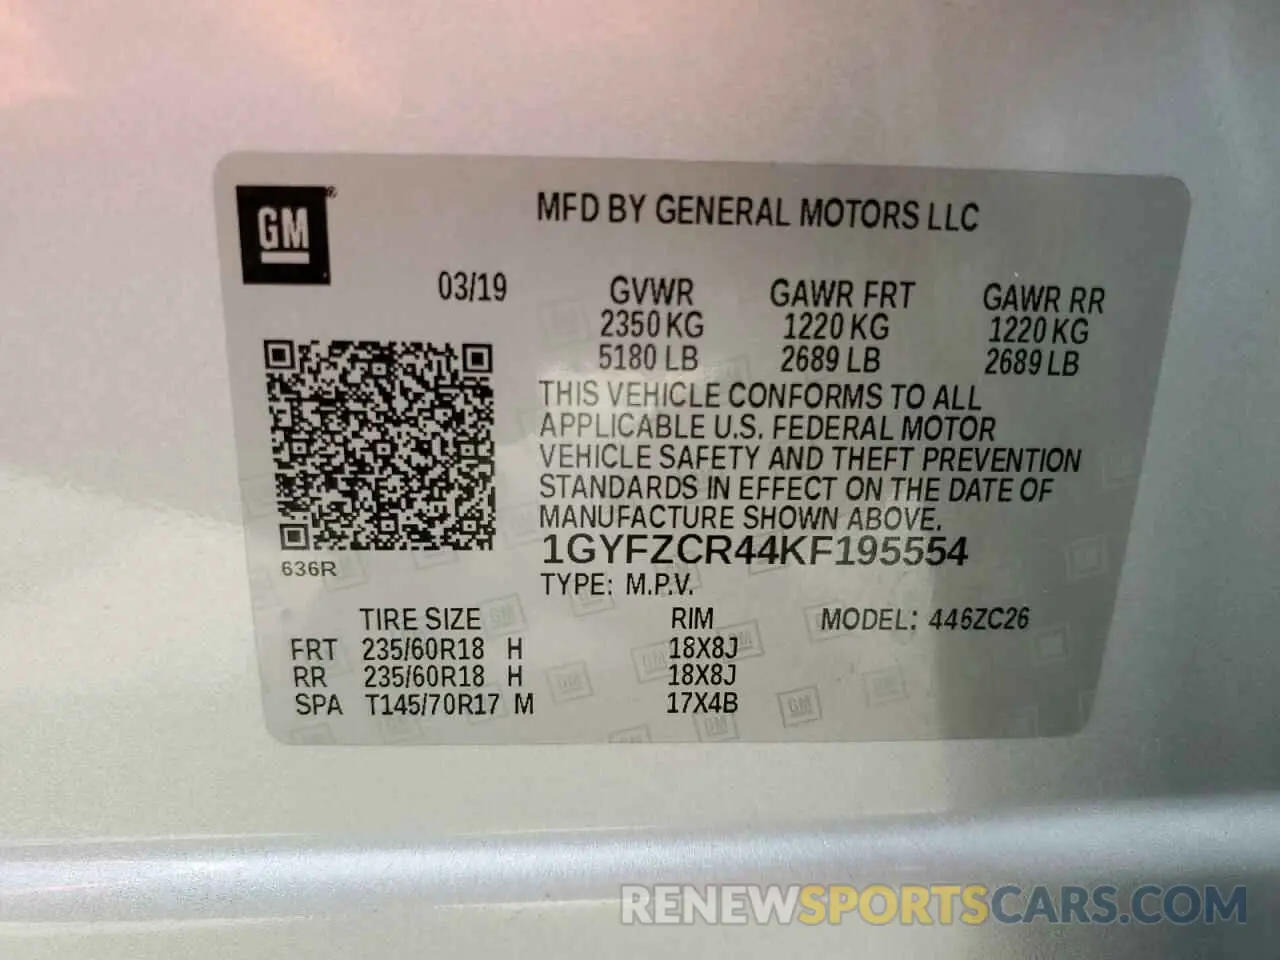 GM®
MFD BY GENERAL MOTORS LLC
03/19
GVWR GAWR FRT GAWR RR
2350 KG 1220 KG 1220 KG
5180 LB 2689 LB 2689 LB
THIS VEHICLE CONFORMS TO ALL
APPLICABLE U.S. FEDERAL MOTOR
VEHICLE SAFETY AND THEFT PREVENTION
STANDARDS IN EFFECT ON THE DATE OF
MANUFACTURE SHOWN ABOVE.
1GYFZCR44KF195554
636R
TYPE: M.P.V.
TIRE SIZE RIM MODEL: 446ZC26
FRT 235/60R18 H 18X8J
RR 235/60R18 H 18X8J
SPA T145/70R17 M 17X4B
RENEWSPORTSCARS.COM